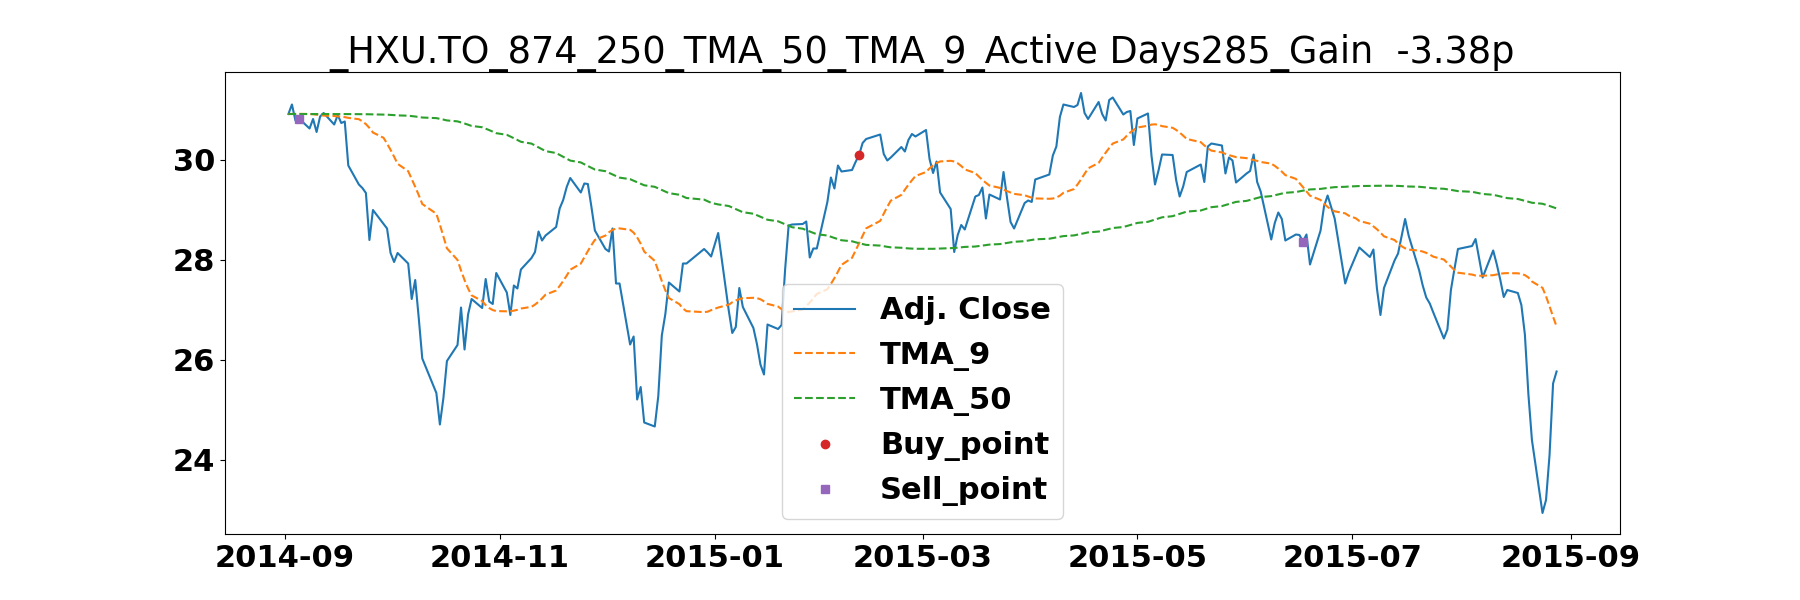 _HXU.TO_874_250_TMA_50_TMA_9_Active Days285_Gain  -3.38p
30
28
26
24
Adj. Close
TMA_9
TMA_50
Buy_point
Sell_point
2014-09 2014-11 2015-01 2015-03 2015-05 2015-07 2015-09